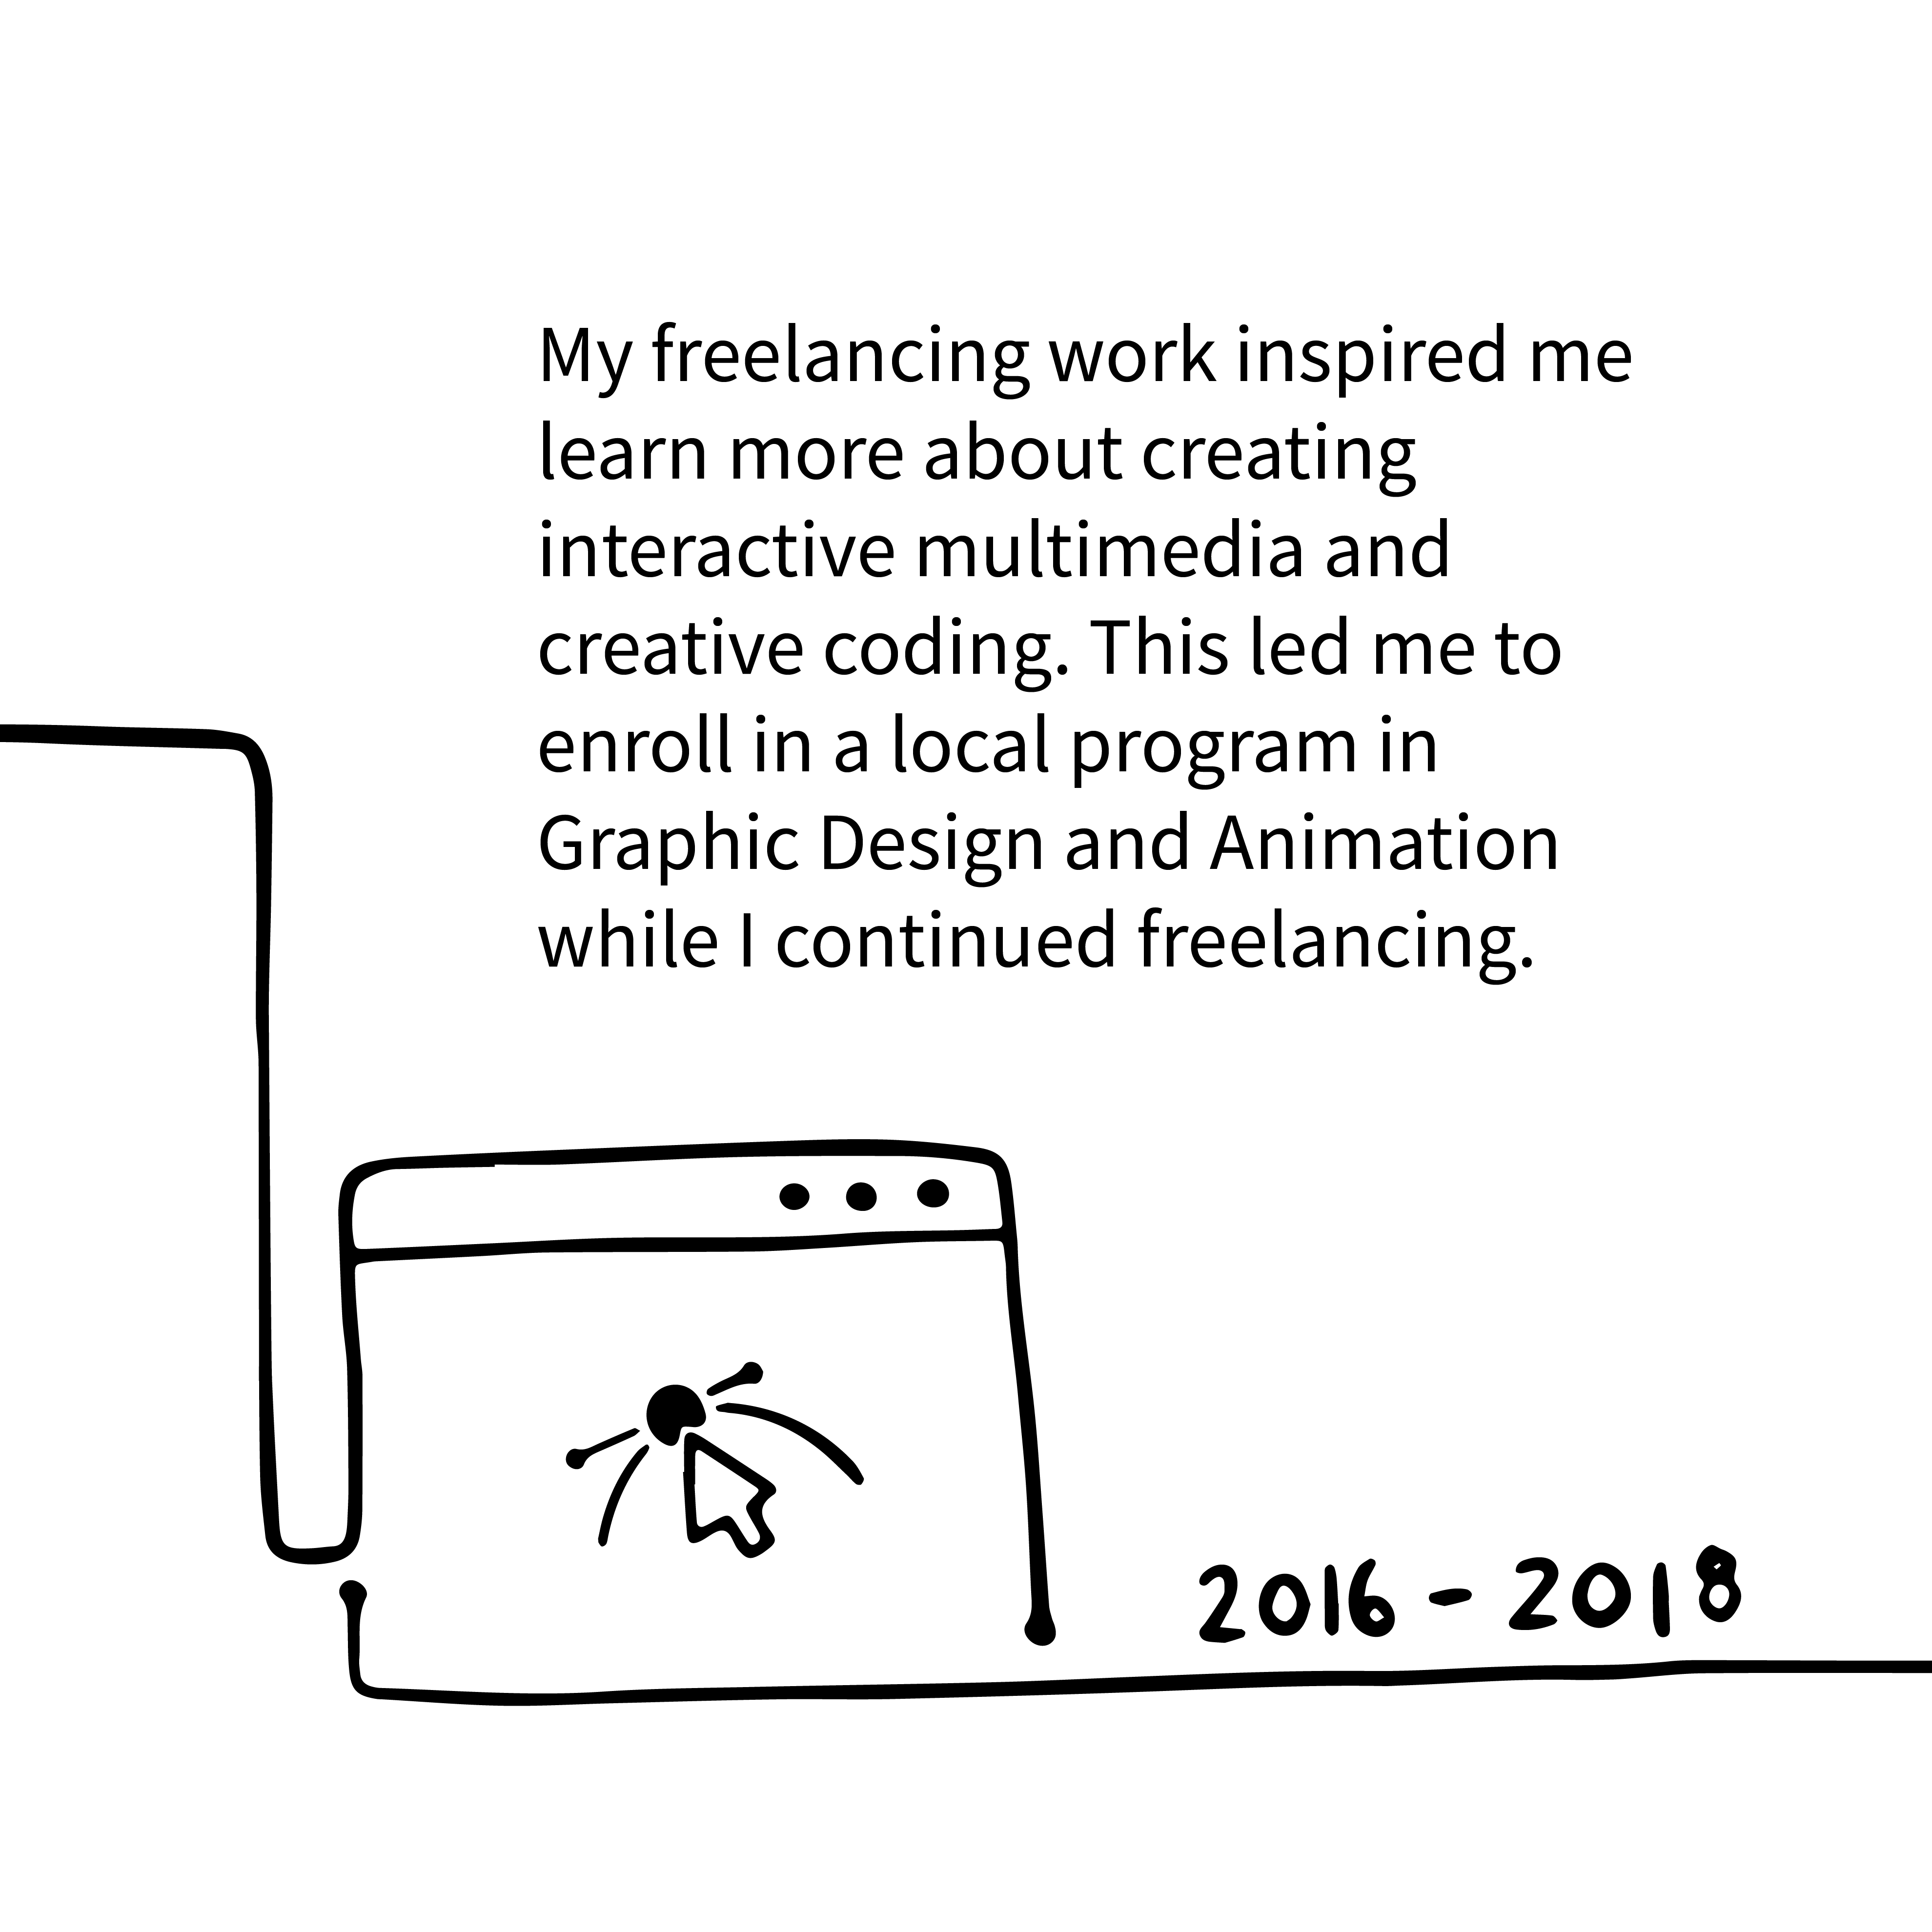 My freelancing work inspired me
learn more about creating
interactive multimedia and
creative coding. This led me to
enroll in a local program in
Graphic Design and Animation
while I continued freelancing.
2016 - 2018